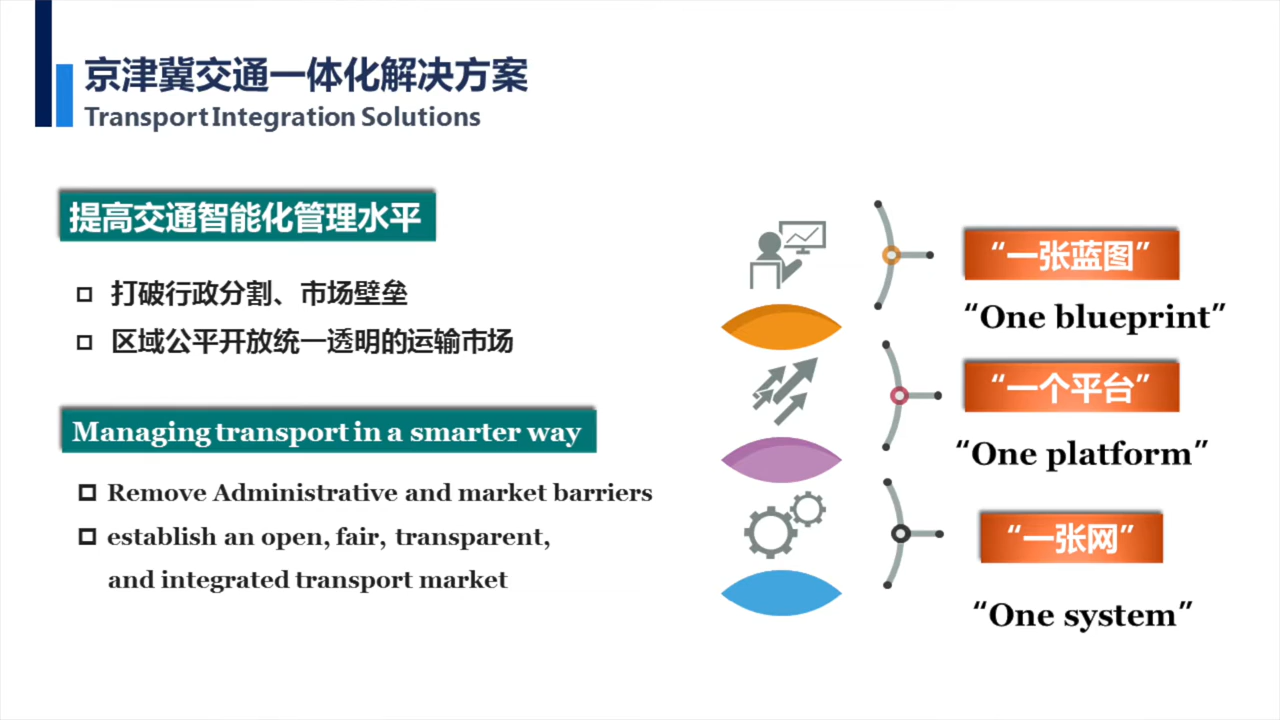 京津冀交通一体化解决方案
Transport Integration Solutions
提高交通智能化管理水平
打破行政分割、市场壁垒
区域公平开放统一透明的运输市场
Managing transport in a smarter way
Remove Administrative and market barriers
establish an open, fair, transparent,
and integrated transport market
“一张蓝图”
“One blueprint”
“一个平台”
“One platform”
“一张网”
“One system”